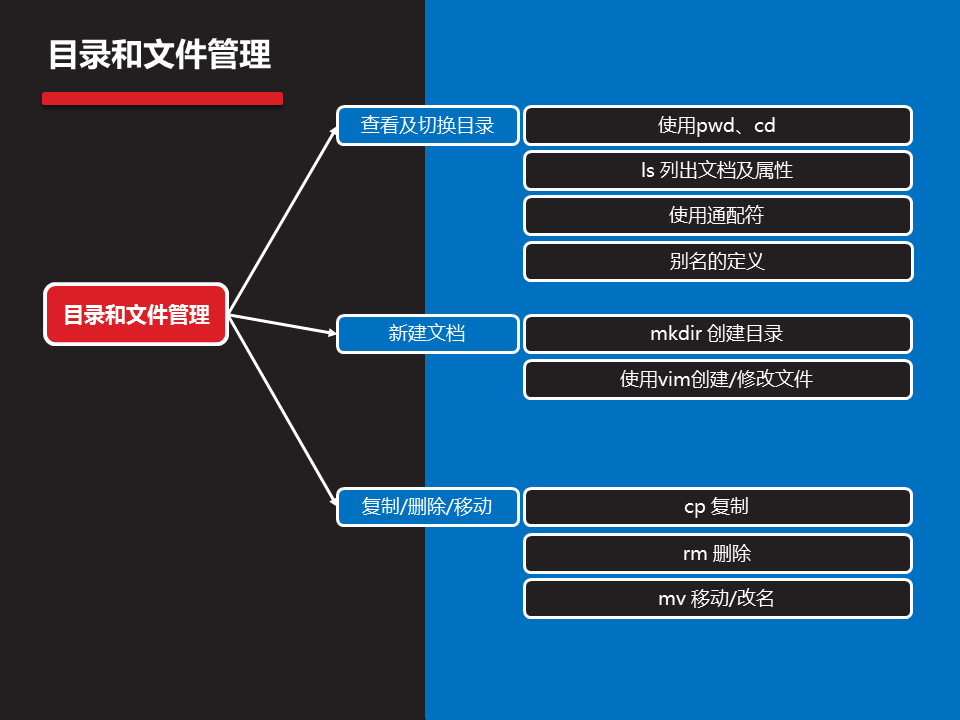 目录和文件管理
查看及切换目录
使用pwd、cd
ls 列出文档及属性
使用通配符
别名的定义
目录和文件管理
新建文档
mkdir 创建目录
使用vim创建/修改文件
复制/删除/移动
cp 复制
rm 删除
mv 移动/改名